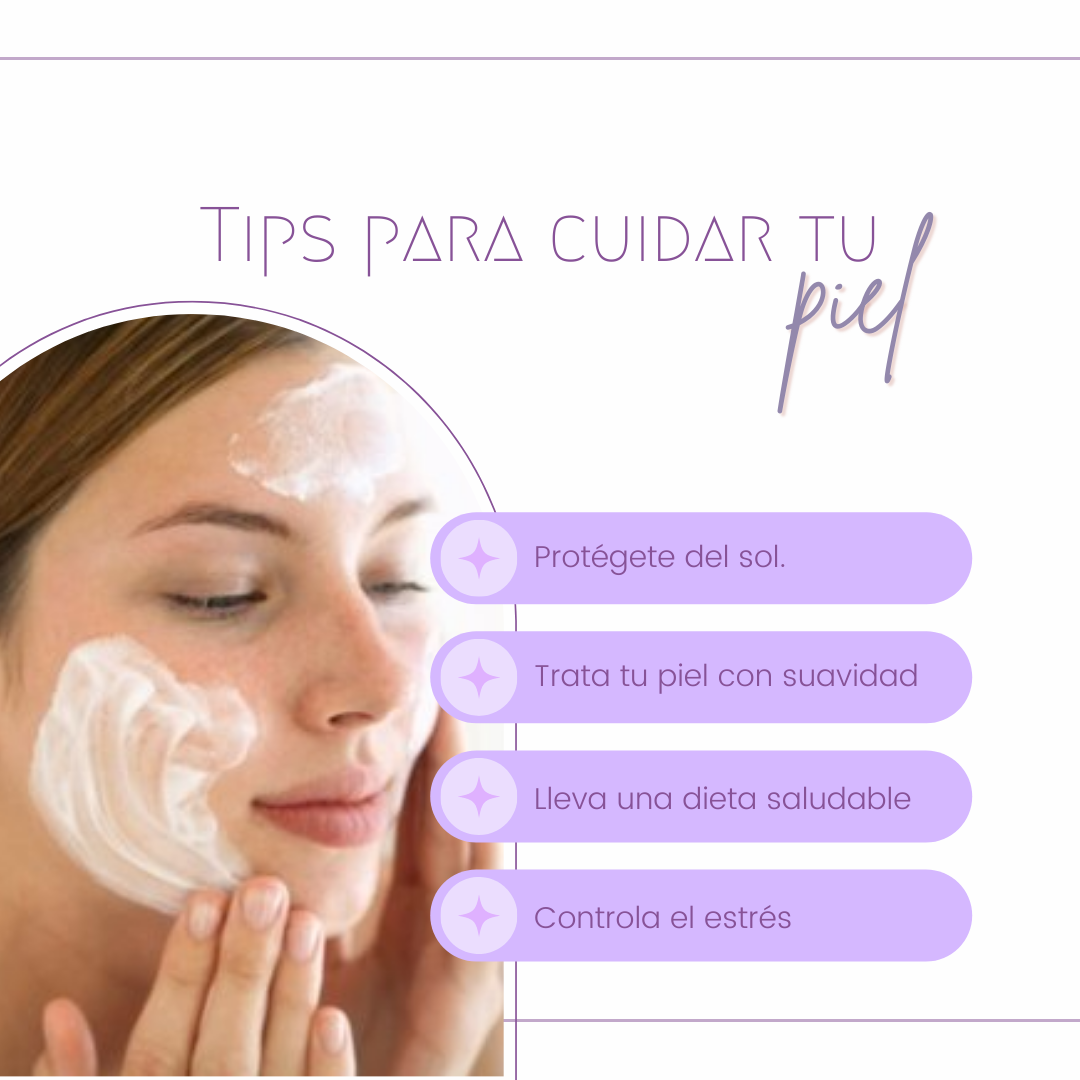 Tips para cuidar tu
piel
Protégete del sol.
Trata tu piel con suavidad
Lleva una dieta saludable
Controla el estrés